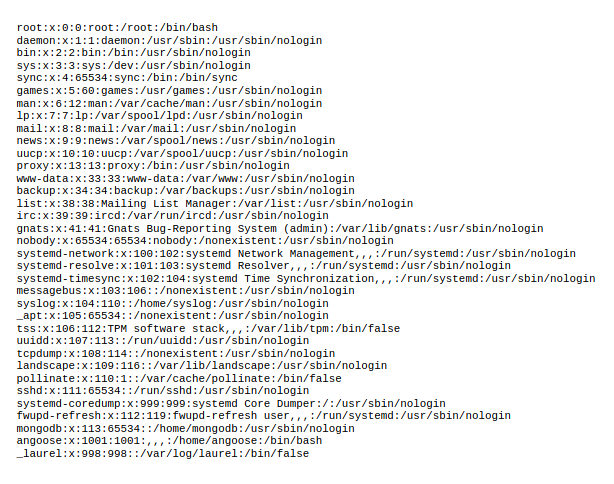 root:x:0:0:root:/root:/bin/bash
daemon:x:1:1:daemon:/usr/sbin:/usr/sbin/nologin
bin:x:2:2:bin:/bin:/usr/sbin/nologin
sys:x:3:3:sys:/dev:/usr/sbin/nologin
sync:x:4:65534:sync:/bin:/bin/sync
games:x:5:60:games:/usr/games:/usr/sbin/nologin
man:x:6:12:man:/var/cache/man:/usr/sbin/nologin
lp:x:7:7:lp:/var/spool/lpd:/usr/sbin/nologin
mail:x:8:8:mail:/var/mail:/usr/sbin/nologin
news:x:9:9:news:/var/spool/news:/usr/sbin/nologin
uucp:x:10:10:uucp:/var/spool/uucp:/usr/sbin/nologin
proxy:x:13:13:proxy:/bin:/usr/sbin/nologin
www-data:x:33:33:www-data:/var/www:/usr/sbin/nologin
backup:x:34:34:backup:/var/backups:/usr/sbin/nologin
list:x:38:38:Mailing List Manager:/var/list:/usr/sbin/nologin
irc:x:39:39:ircd:/var/run/ircd:/usr/sbin/nologin
gnats:x:41:41:Gnats Bug-Reporting System (admin):/var/lib/gnats:/usr/sbin/nologin
nobody:x:65534:65534:nobody:/nonexistent:/usr/sbin/nologin
systemd-network:x:100:102:systemd Network Management,,,:/run/systemd:/usr/sbin/nologin
systemd-resolve:x:101:103:systemd Resolver,,,:/run/systemd:/usr/sbin/nologin
systemd-timesync:x:102:104:systemd Time Synchronization,,,:/run/systemd:/usr/sbin/nologin
messagebus:x:103:106::/nonexistent:/usr/sbin/nologin
syslog:x:104:110::/home/syslog:/usr/sbin/nologin
_apt:x:105:65534::/nonexistent:/usr/sbin/nologin
tss:x:106:112:TPM software stack,,,:/var/lib/tpm:/bin/false
uuidd:x:107:113::/run/uuidd:/usr/sbin/nologin
tcpdump:x:108:114::/nonexistent:/usr/sbin/nologin
landscape:x:109:116::/var/lib/landscape:/usr/sbin/nologin
pollinate:x:110:1::/var/cache/pollinate:/bin/false
sshd:x:111:65534::/run/sshd:/usr/sbin/nologin
systemd-coredump:x:999:999:systemd Core Dumper:/:/usr/sbin/nologin
fwupd-refresh:x:112:119:fwupd-refresh user,,,:/run/systemd:/usr/sbin/nologin
mongodb:x:113:65534::/home/mongodb:/usr/sbin/nologin
angoose:x:1001:1001:,,,:/home/angoose:/bin/bash
_laurel:x:998:998::/var/log/laurel:/bin/false